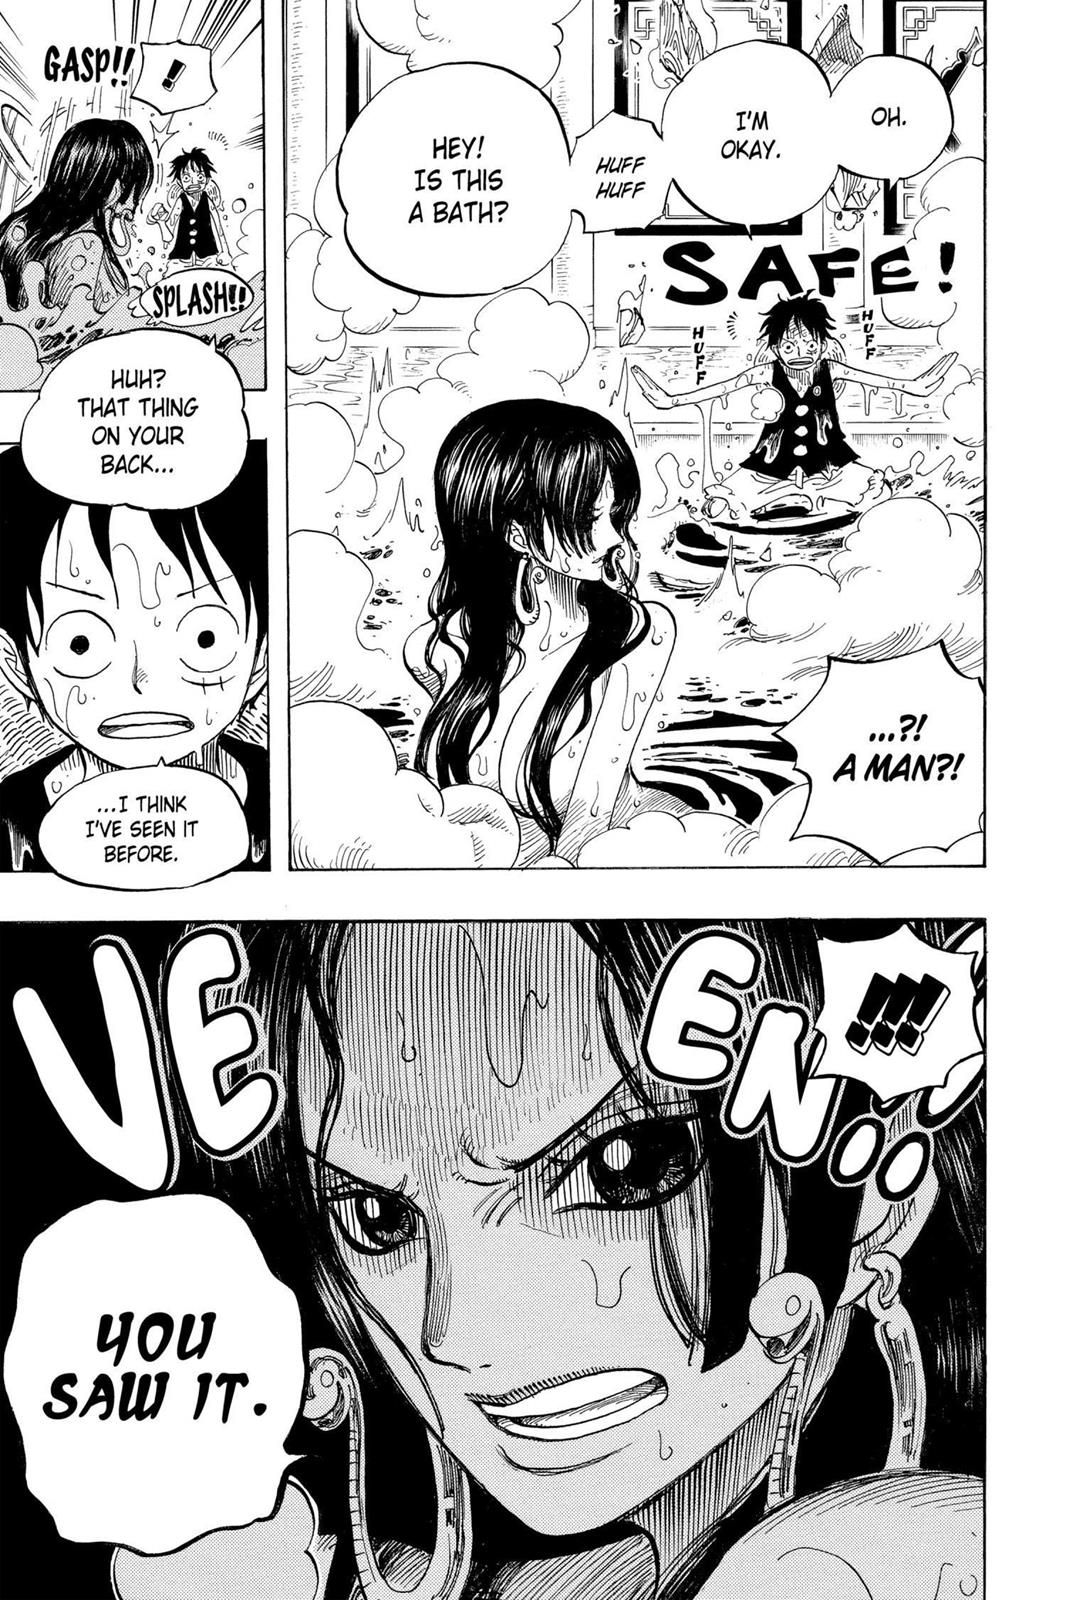 OH.
I'M
OKAY.
HUFF
HUFF
HEY!
IS THIS
A BATH?
SAFE!
HUFF
HUFF
...?!
A MAN?!
!
GASP!!
SPLASH!!
HUH?
THAT THING
ON YOUR
BACK...
...I THINK
I'VE SEEN IT
BEFORE.
!!!
VE
EN
YOU
SAW IT.